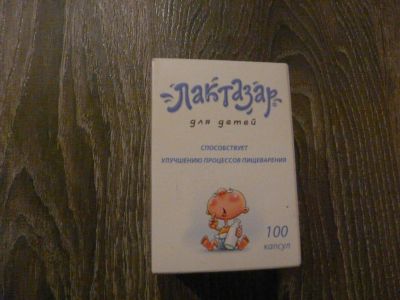 Лактазар
для детей
СПОСОБСТВУЕТ
УЛУЧШЕНИЮ ПРОЦЕССОВ ПИЩЕВАРЕНИЯ
100
капсул